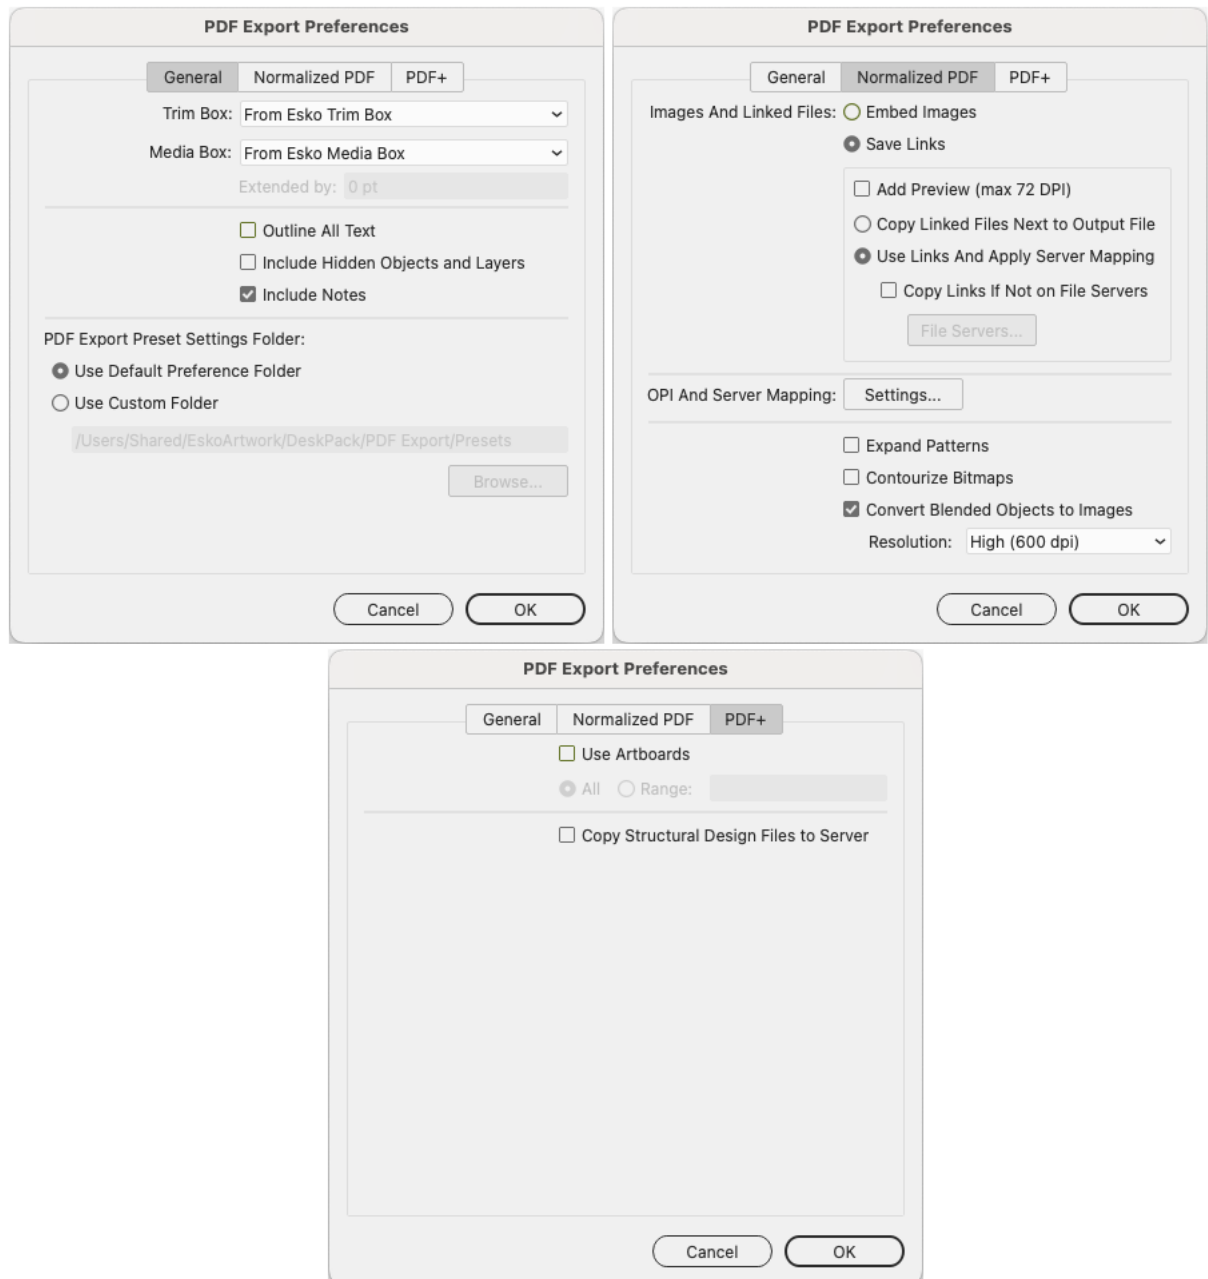 PDF Export Preferences
General Normalized PDF PDF+
Trim Box: From Esko Trim Box
Media Box: From Esko Media Box
Extended by: 0 pt
Outline All Text
Include Hidden Objects and Layers
Include Notes
PDF Export Preset Settings Folder:
Use Default Preference Folder
Use Custom Folder
/Users/Shared/EskoArtwork/DeskPack/PDF Export/Presets
Browse...
Cancel OK
PDF Export Preferences
General Normalized PDF PDF+
Images And Linked Files: Embed Images
Save Links
Add Preview (max 72 DPI)
Copy Linked Files Next to Output File
Use Links And Apply Server Mapping
Copy Links If Not on File Servers
File Servers...
OPI And Server Mapping: Settings...
Expand Patterns
Contourize Bitmaps
Convert Blended Objects to Images
Resolution: High (600 dpi)
Cancel OK
PDF Export Preferences
General Normalized PDF PDF+
Use Artboards
All Range:
Copy Structural Design Files to Server
Cancel OK